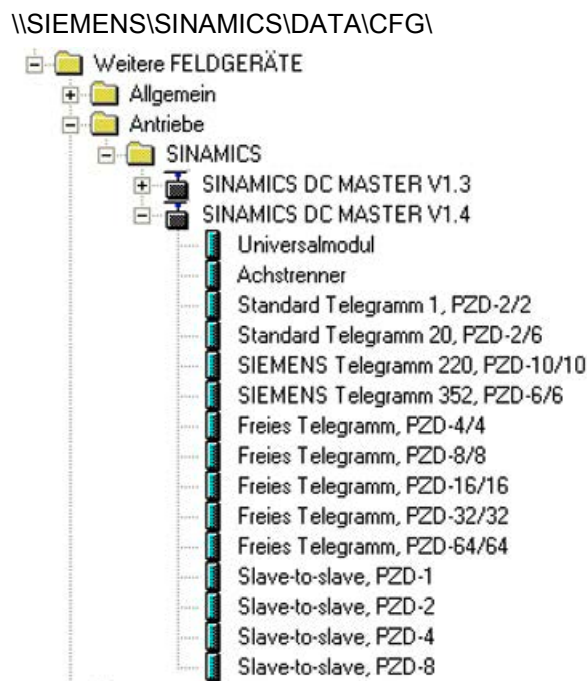 \\SIEMENS\SINAMICS\DATA\CFG\
Weitere FELDGERÄTE
Allgemein
Antriebe
SINAMICS
SINAMICS DC MASTER V1.3
SINAMICS DC MASTER V1.4
Universalmodul
Achstrenner
Standard Telegramm 1, PZD-2/2
Standard Telegramm 20, PZD-2/6
SIEMENS Telegramm 220, PZD-10/10
SIEMENS Telegramm 352, PZD-6/6
Freies Telegramm, PZD-4/4
Freies Telegramm, PZD-8/8
Freies Telegramm, PZD-16/16
Freies Telegramm, PZD-32/32
Freies Telegramm, PZD-64/64
Slave-to-slave, PZD-1
Slave-to-slave, PZD-2
Slave-to-slave, PZD-4
Slave-to-slave, PZD-8